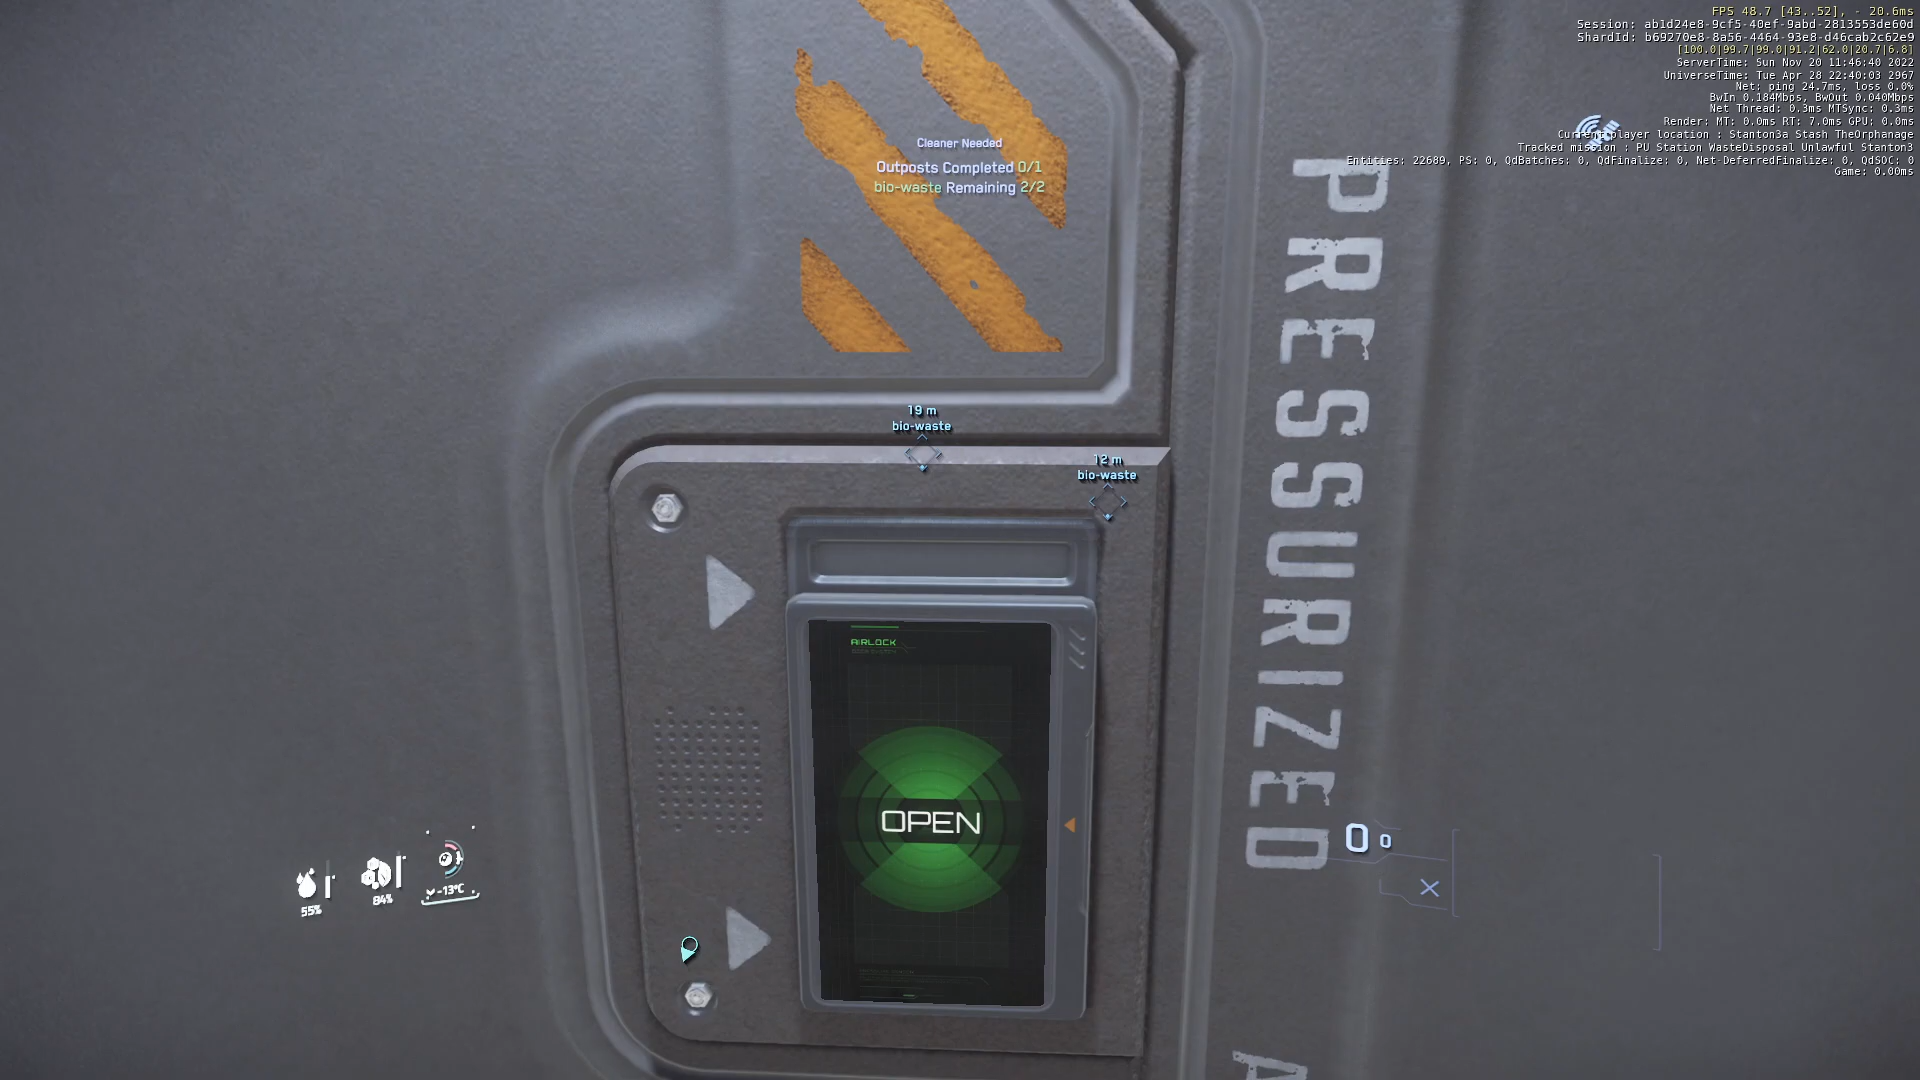 FPS 48.7 [43..52], - 20.6ms
Session: ab1d24e8-9cf5-40ef-9abd-2813553de60d
ShardId: b69270e8-8a56-4464-93e8-d46cab2c62e9
[100.0|99.7|99.0|91.2|62.0|20.7|6.8]
ServerTime: Sun Nov 20 11:46:40 2022
UniverseTime: Tue Apr 28 22:40:03 2967
Net: ping 24.7ms, loss 0.0%
BwIn 0.184Mbps, BwOut 0.040Mbps
Net Thread: 0.3ms MTSync: 0.3ms
Render: MT: 0.0ms RT: 7.0ms GPU: 0.0ms
Current player location : Stanton3a Stash TheOrphanage
Tracked mission : PU Station WasteDisposal Unlawful Stanton3
Entities: 22689, PS: 0, QdBatches: 0, QdFinalize: 0, Net-DeferredFinalize: 0, QdSOC: 0
Game: 0.00ms
Cleaner Needed
Outposts Completed 0/1
bio-waste Remaining 2/2
PRESSURIZED
19 m
bio-waste
12 m
bio-waste
AIRLOCK
OPEN
0 0
55%
84%
-13°C
A